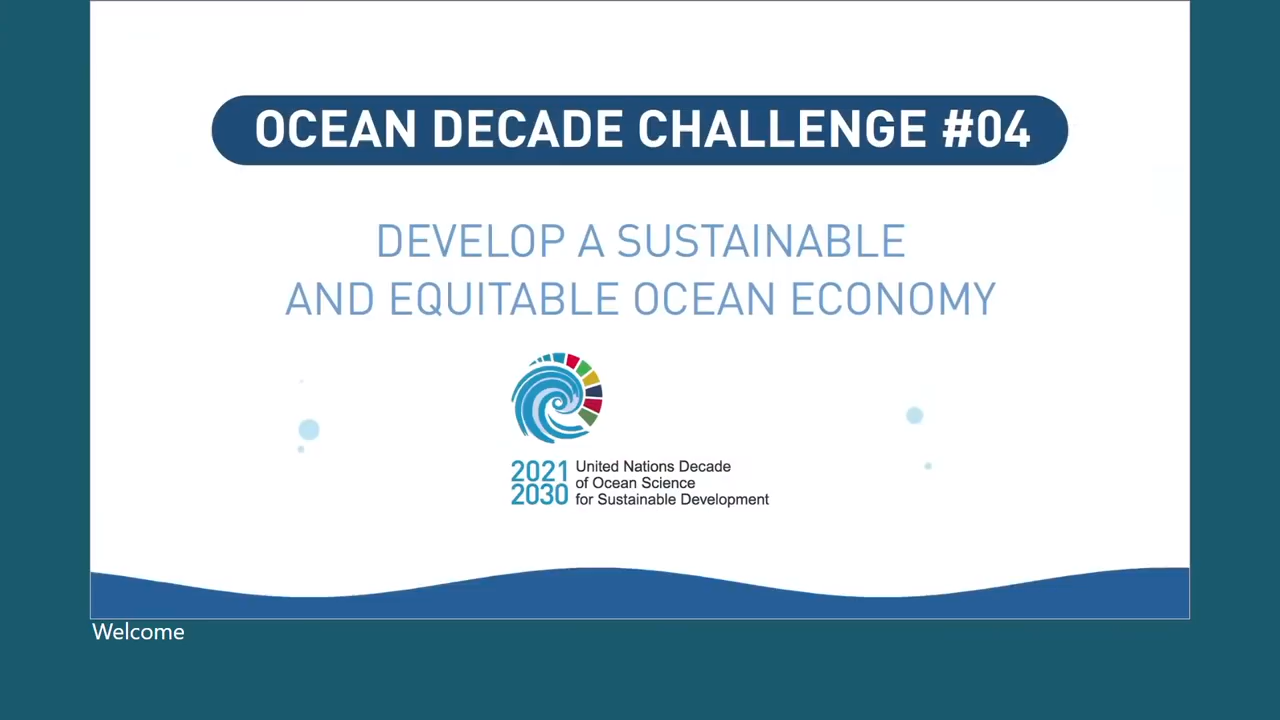 OCEAN DECADE CHALLENGE #04
DEVELOP A SUSTAINABLE
AND EQUITABLE OCEAN ECONOMY
2021
2030
United Nations Decade
of Ocean Science
for Sustainable Development
Welcome